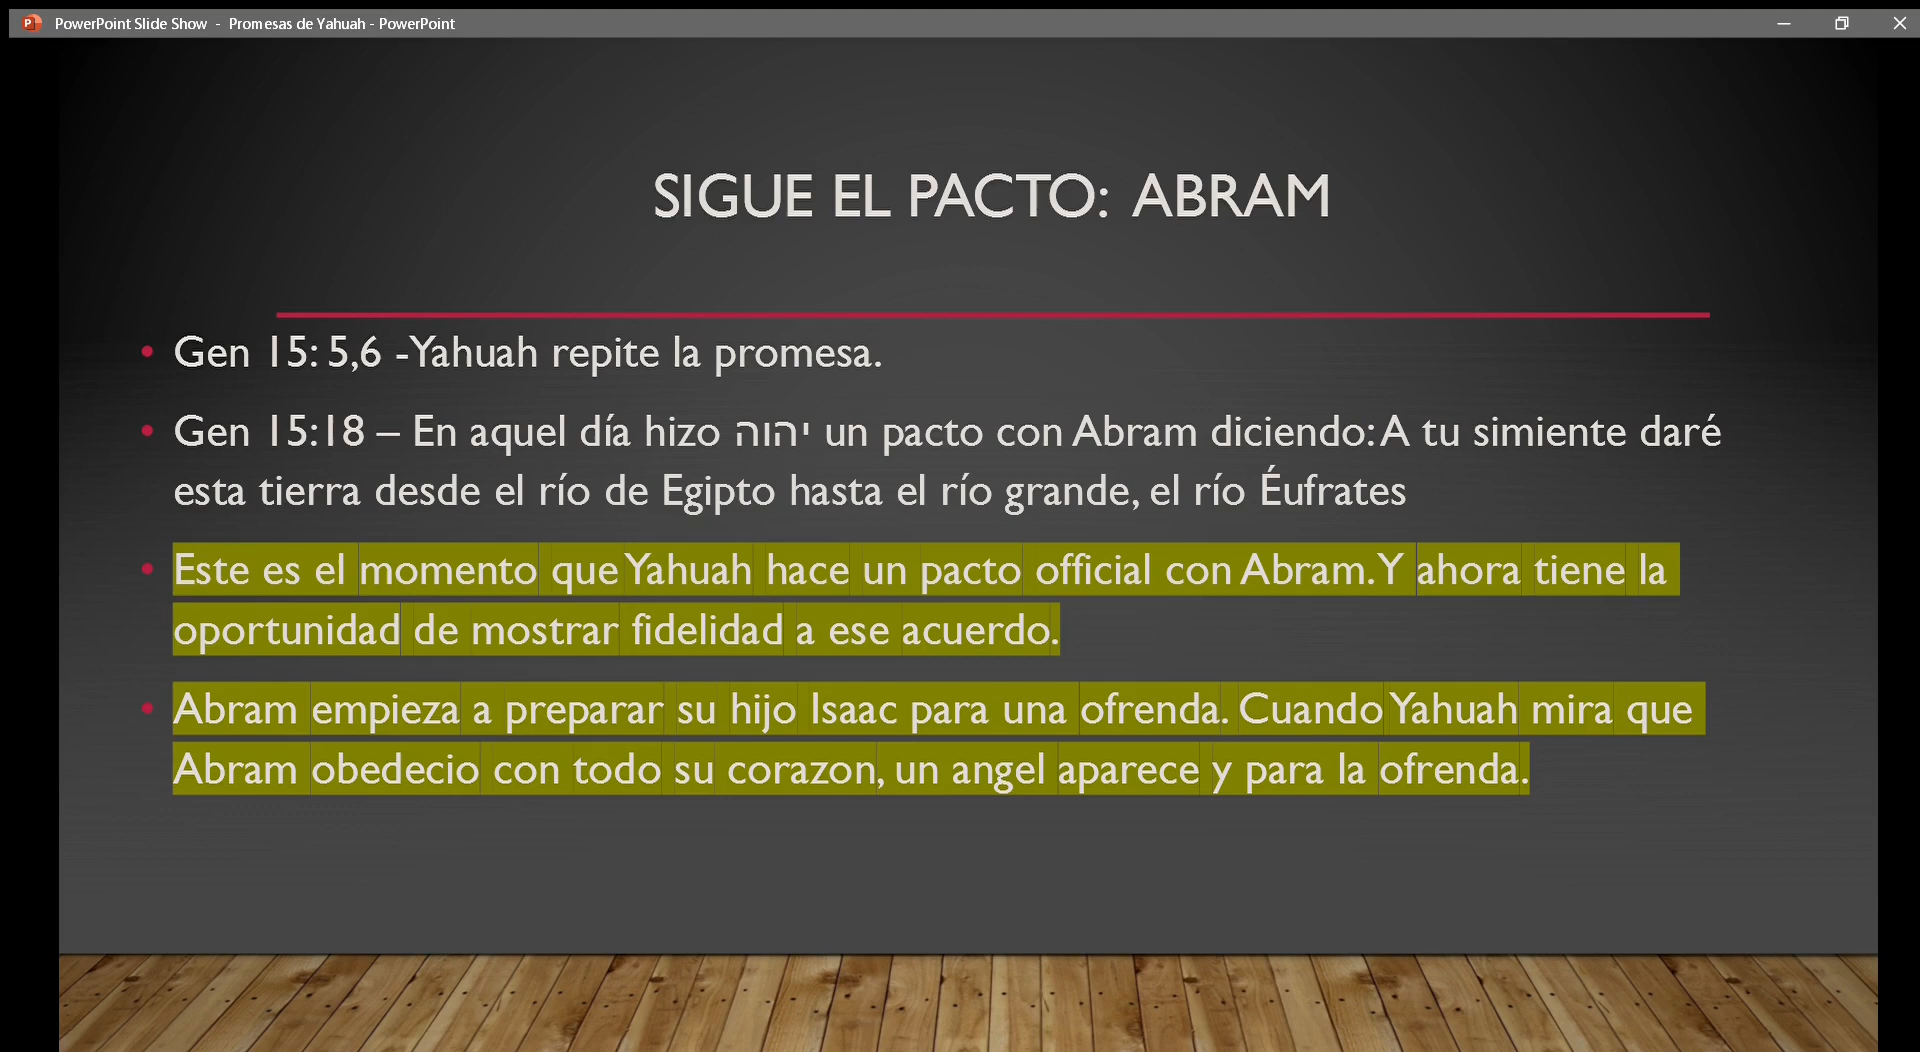 PowerPoint Slide Show - Promesas de Yahuah - PowerPoint
SIGUE EL PACTO: ABRAM
• Gen 15: 5,6 -Yahuah repite la promesa.
• Gen 15:18 – En aquel día hizo יהוה un pacto con Abram diciendo: A tu simiente daré
esta tierra desde el río de Egipto hasta el río grande, el río Éufrates
• Este es el momento que Yahuah hace un pacto official con Abram. Y ahora tiene la
oportunidad de mostrar fidelidad a ese acuerdo.
• Abram empieza a preparar su hijo Isaac para una ofrenda. Cuando Yahuah mira que
Abram obedecio con todo su corazon, un angel aparece y para la ofrenda.